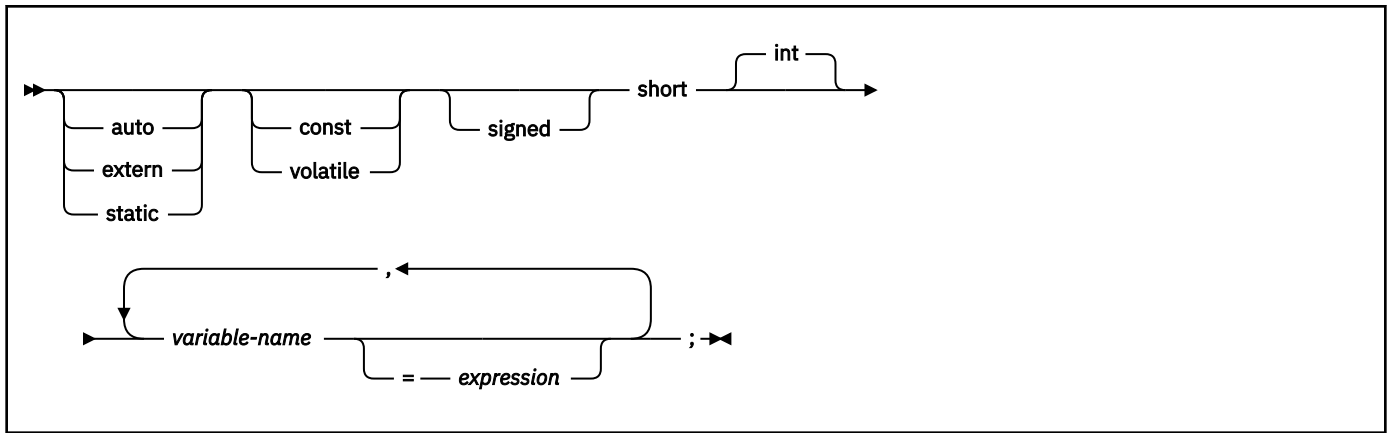 int
short
auto const signed
extern volatile
static
,
variable-name ;
= expression